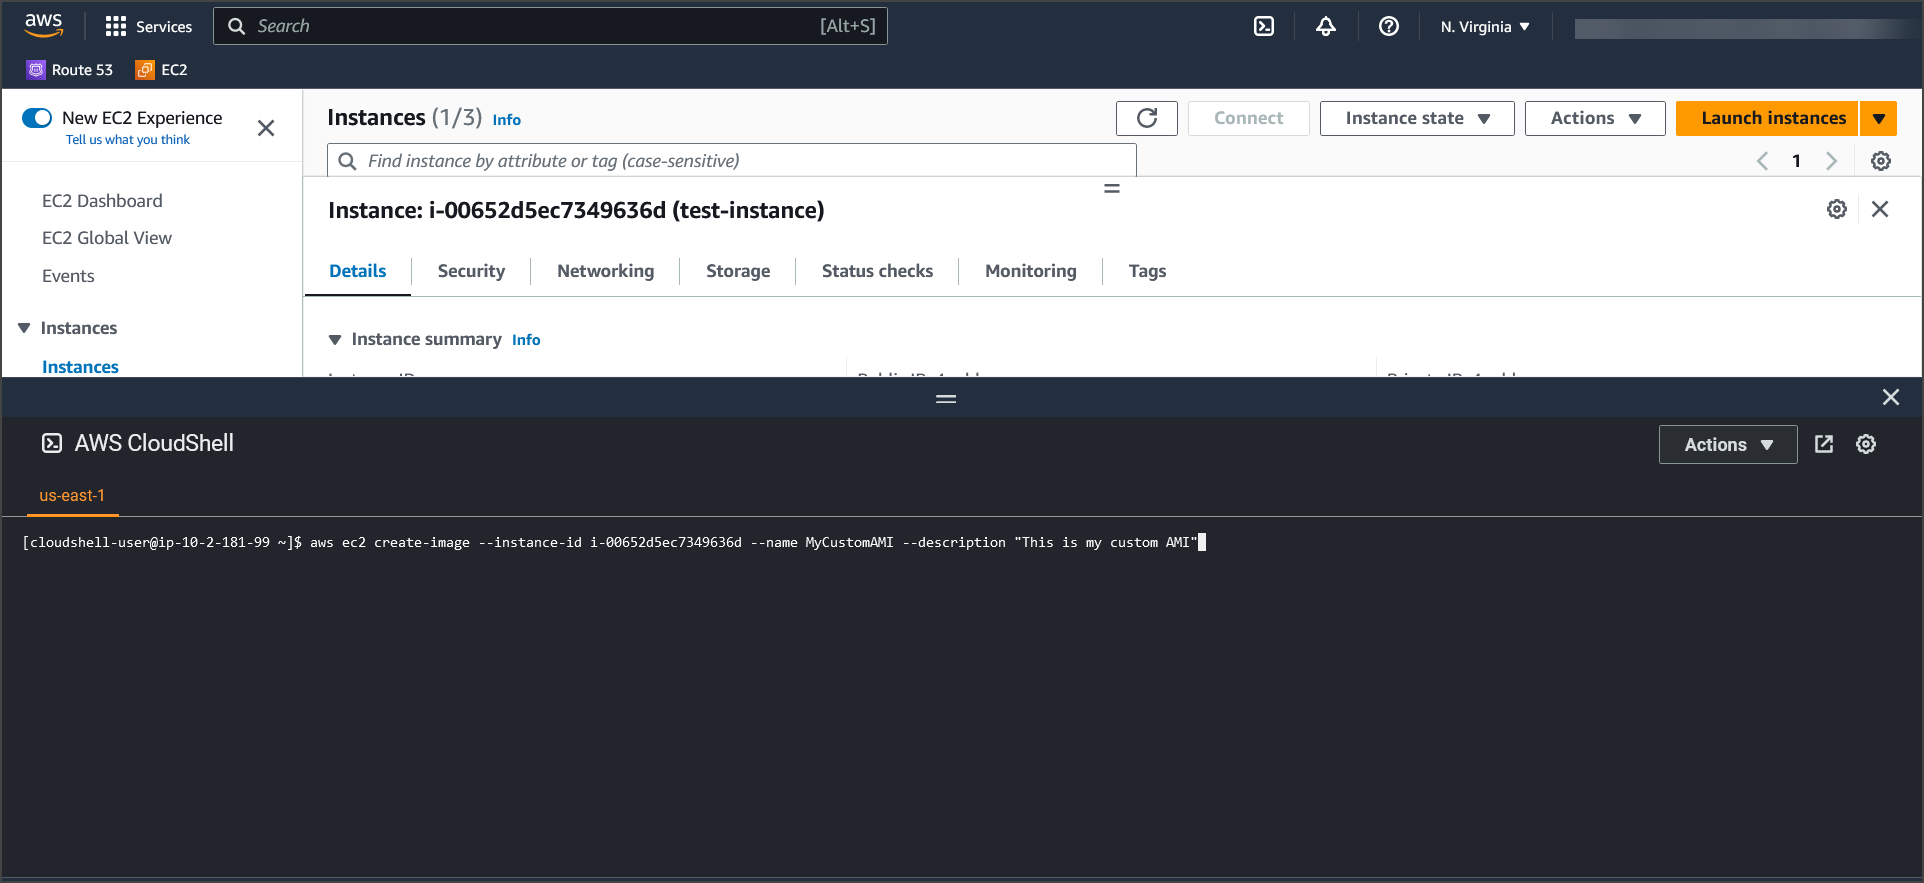 aws Services Search [Alt+S] N. Virginia
Route 53 EC2
New EC2 Experience
Tell us what you think
EC2 Dashboard
EC2 Global View
Events
Instances
Instances
Instances (1/3) Info Connect Instance state Actions Launch instances
Find instance by attribute or tag (case-sensitive) 1
Instance: i-00652d5ec7349636d (test-instance)
Details Security Networking Storage Status checks Monitoring Tags
Instance summary Info
AWS CloudShell Actions
us-east-1
[cloudshell-user@ip-10-2-181-99 ~]$ aws ec2 create-image --instance-id i-00652d5ec7349636d --name MyCustomAMI --description "This is my custom AMI"